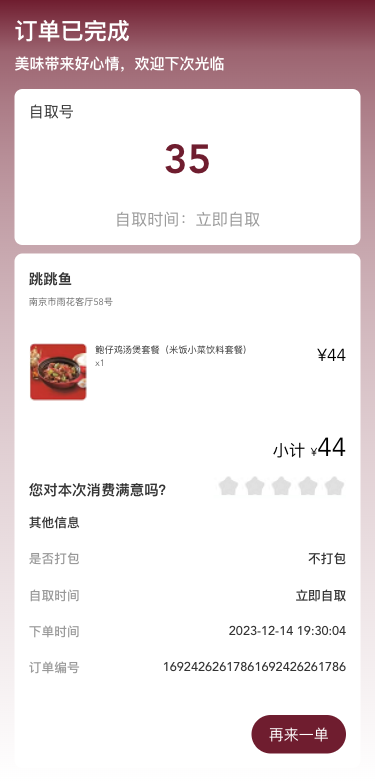 订单已完成
美味带来好心情，欢迎下次光临
自取号
35
自取时间：立即自取
跳跳鱼
南京市雨花客厅58号
鲍仔鸡汤煲套餐（米饭小菜饮料套餐） ¥44
x1
小计 ¥44
您对本次消费满意吗?
其他信息
是否打包 不打包
自取时间 立即自取
下单时间 2023-12-14 19:30:04
订单编号 16924262617861692426261786
再来一单